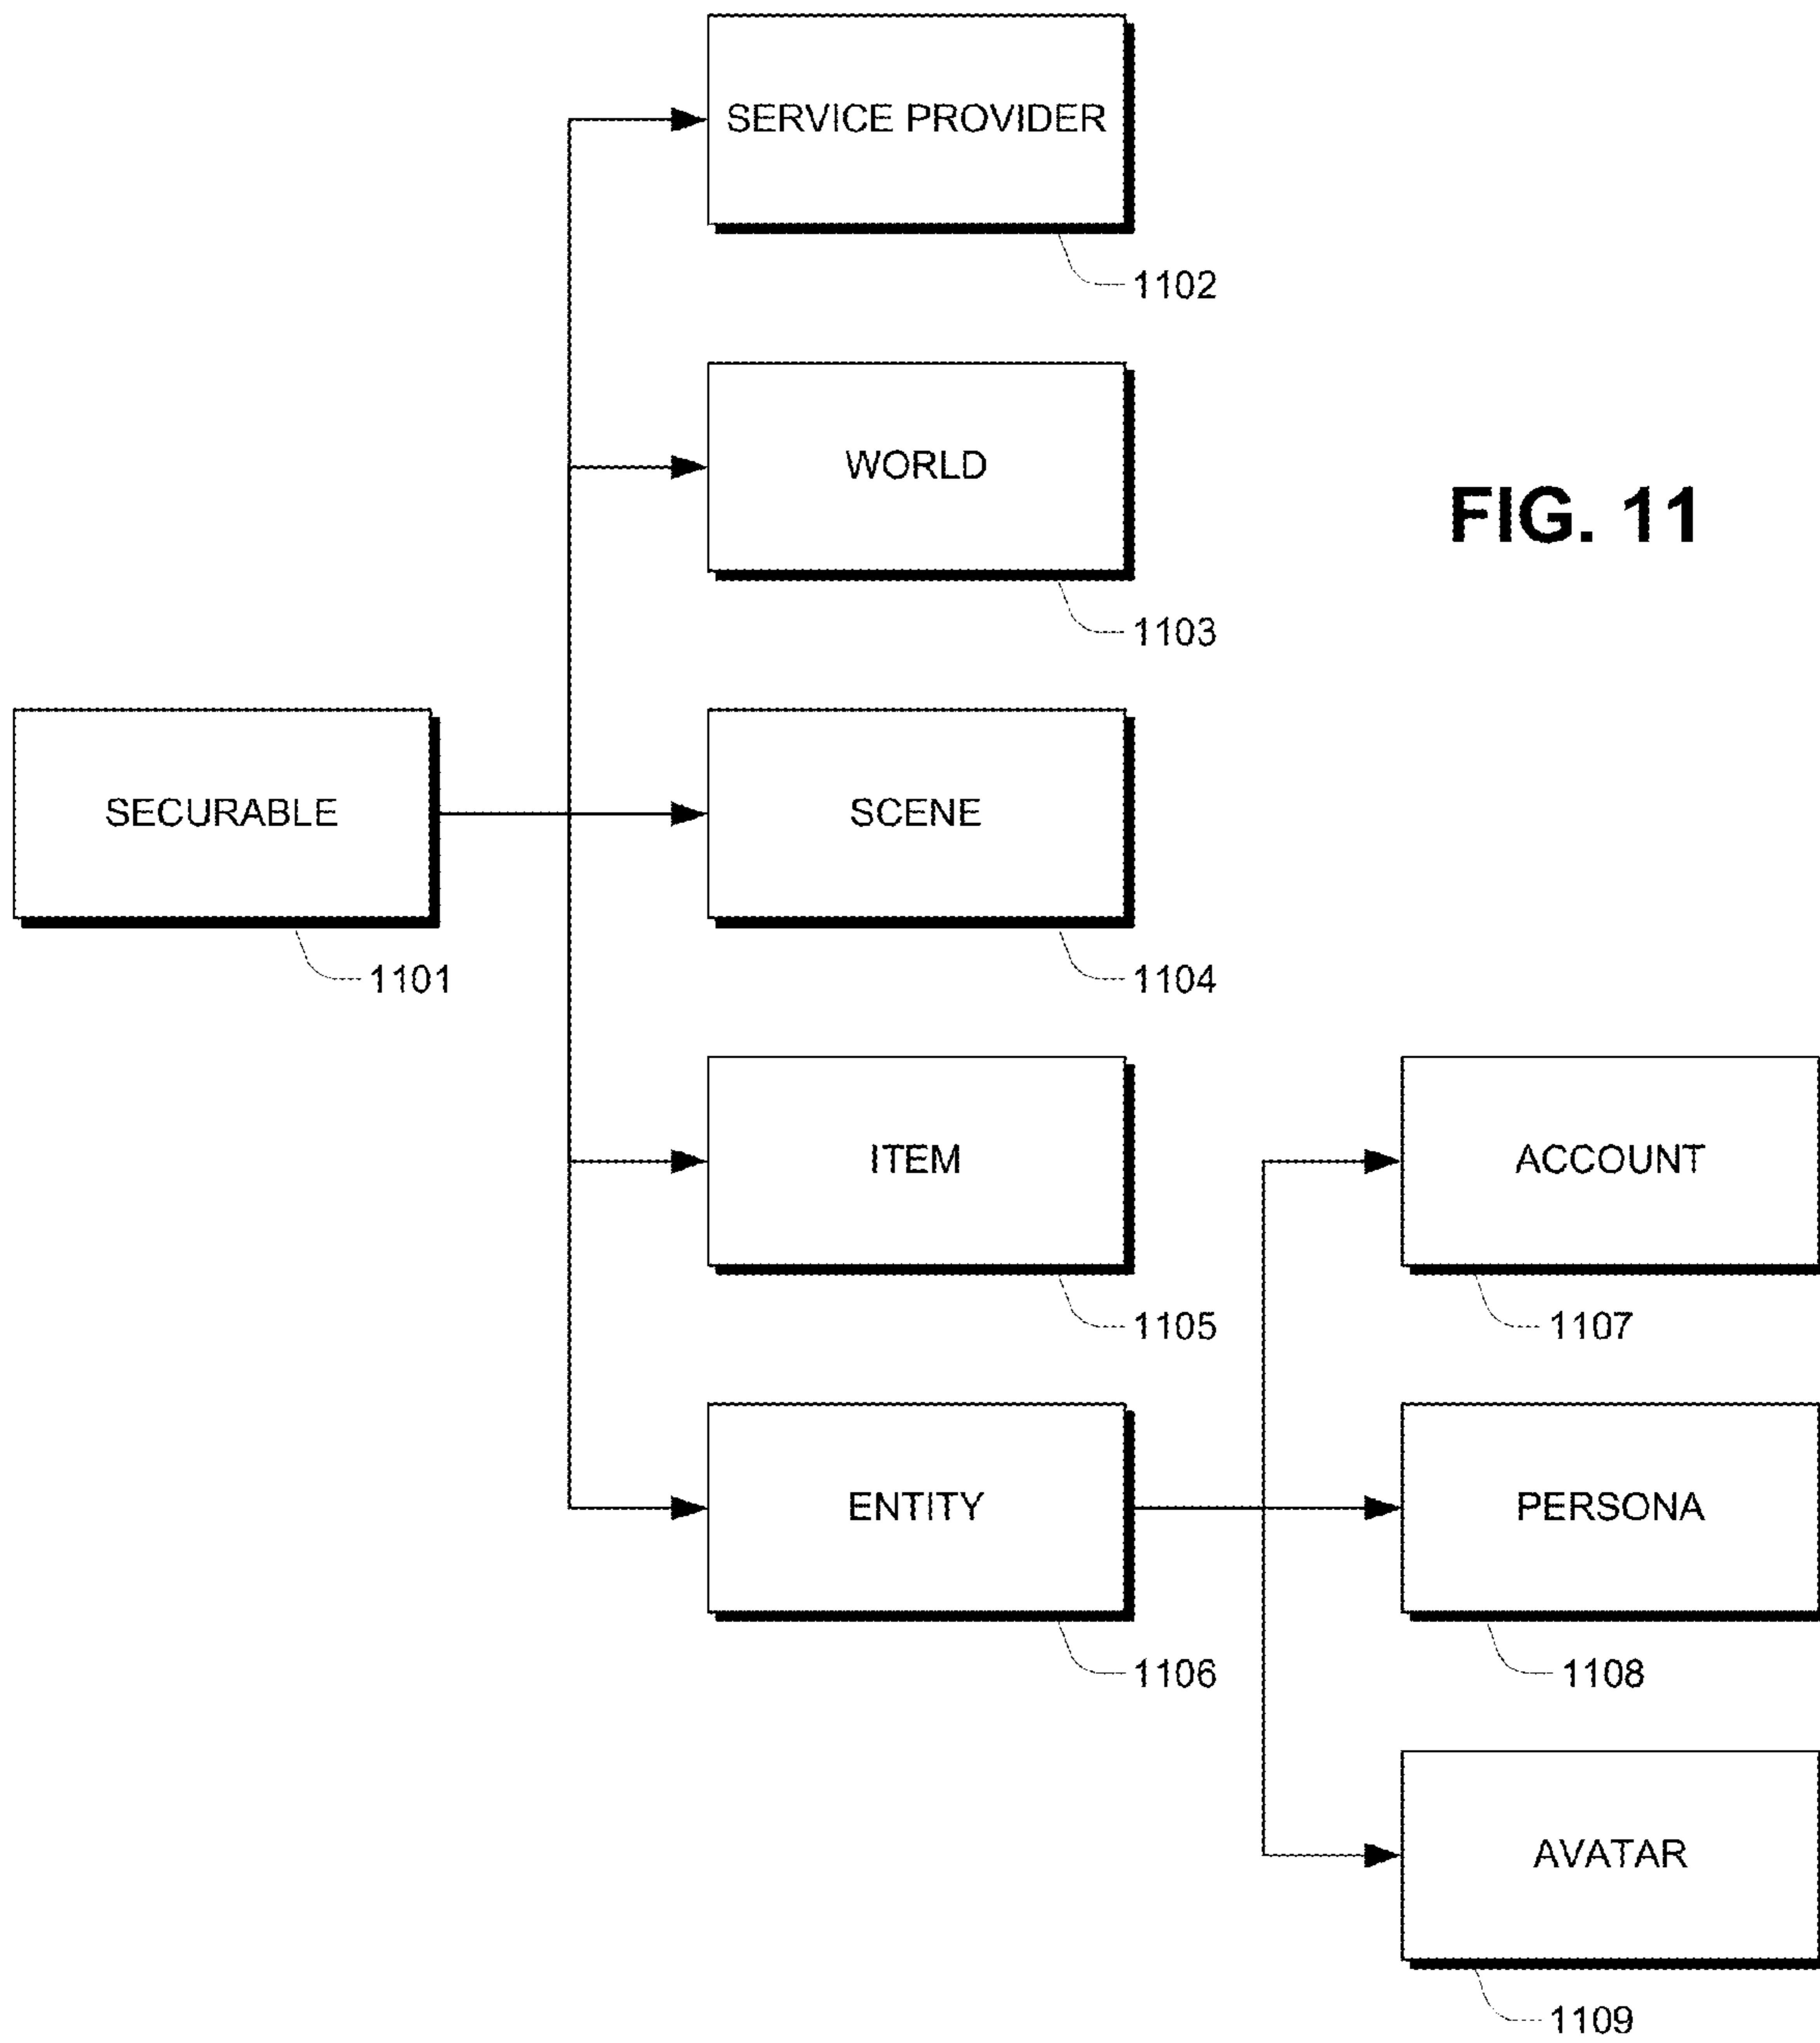 SERVICE PROVIDER
1102
WORLD
1103
FIG. 11
SECURABLE
1101
SCENE
1104
ITEM
1105
ACCOUNT
1107
ENTITY
1106
PERSONA
1108
AVATAR
1109